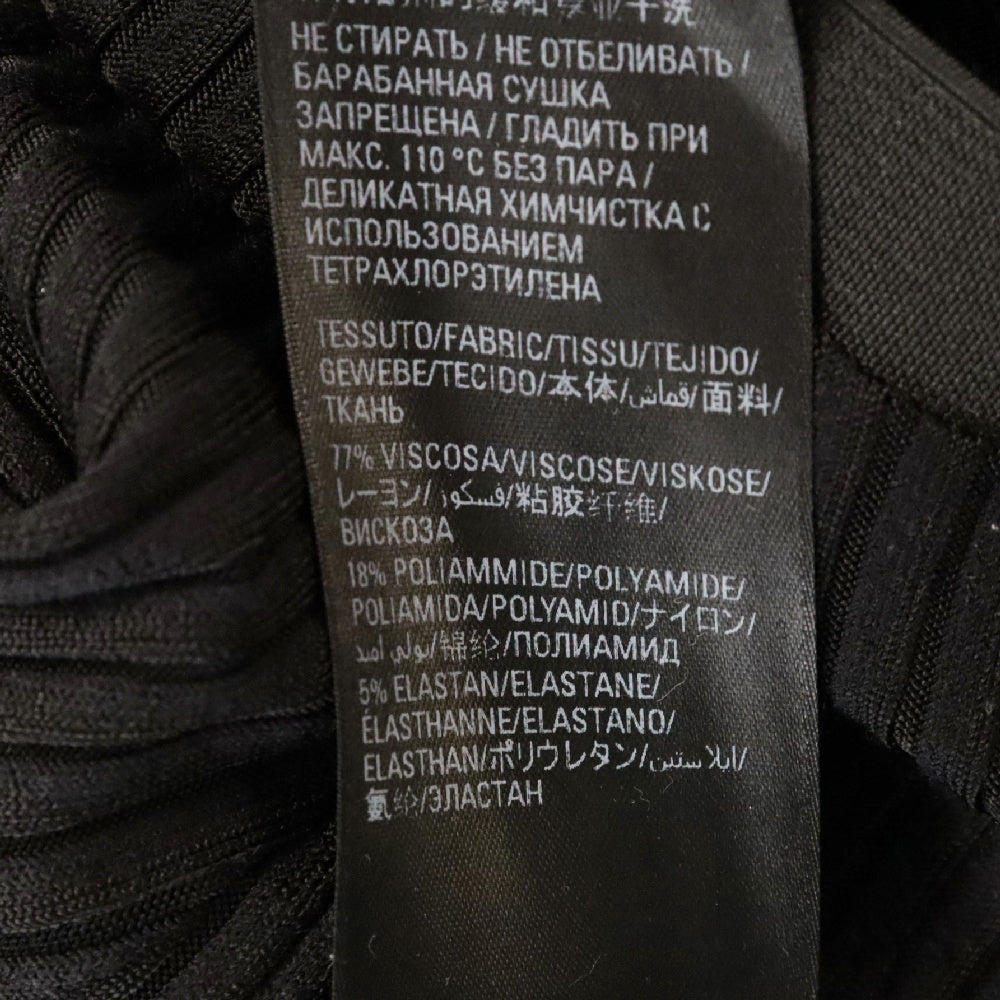 干洗
НЕ СТИРАТЬ / НЕ ОТБЕЛИВАТЬ /
БАРАБАННАЯ СУШКА
ЗАПРЕЩЕНА / ГЛАДИТЬ ПРИ
МАКС. 110 °C БЕЗ ПАРА /
ДЕЛИКАТНАЯ ХИМЧИСТКА С
ИСПОЛЬЗОВАНИЕМ
ТЕТРАХЛОРЭТИЛЕНА
TESSUTO/FABRIC/TISSU/TEJIDO/
GEWEBE/TECIDO/本体/قماش/面料/
ТКАНЬ
77% VISCOSA/VISCOSE/VISKOSE/
レーヨン/فسكوز/粘胶纤维/
ВИСКОЗА
18% POLIAMMIDE/POLYAMIDE/
POLIAMIDA/POLYAMID/ナイロン/
بولي اميد/锦纶/ПОЛИАМИД
5% ELASTAN/ELASTANE/
ÉLASTHANNE/ELASTANO/
ELASTHAN/ポリウレタン/ايلاستين/
氨纶/ЭЛАСТАН